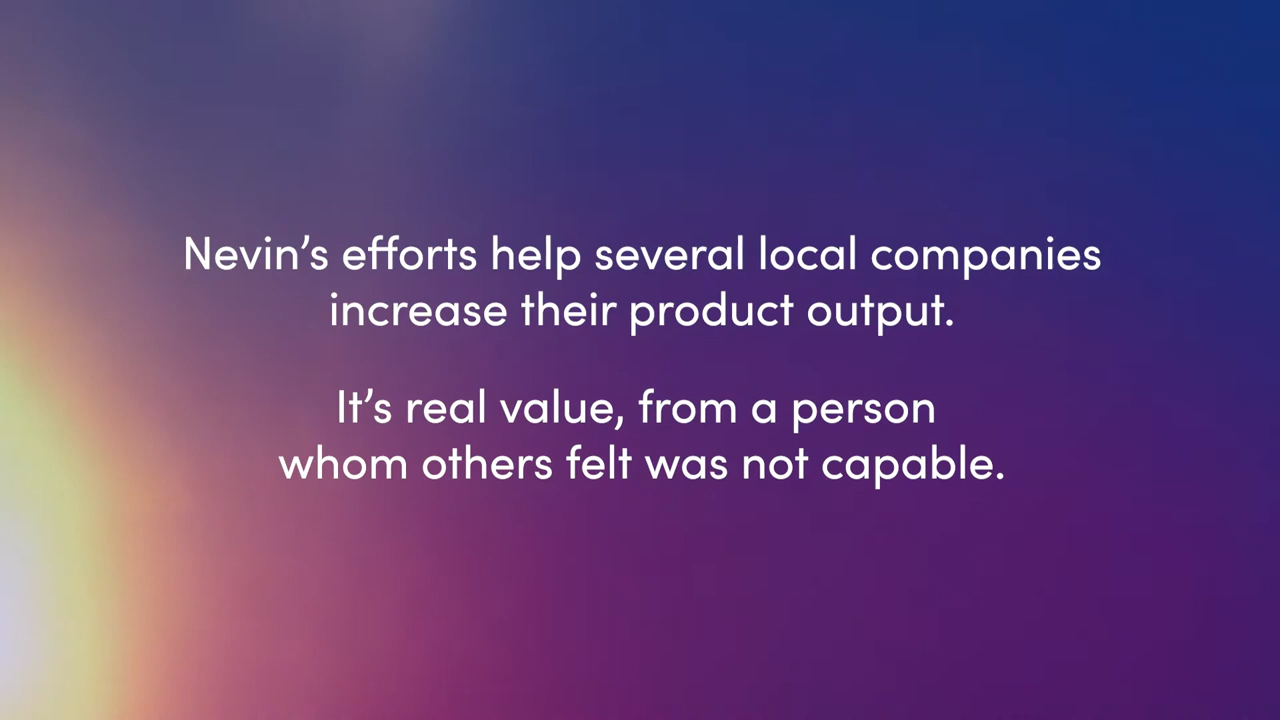 Nevin’s efforts help several local companies
increase their product output.
It’s real value, from a person
whom others felt was not capable.